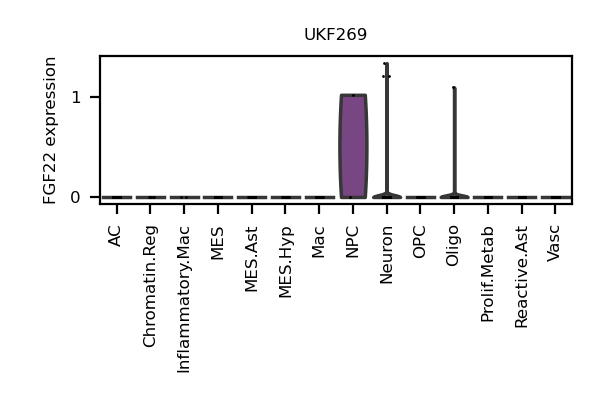 UKF269
FGF22 expression
1
0
AC
Chromatin.Reg
Inflammatory.Mac
MES
MES.Ast
MES.Hyp
Mac
NPC
Neuron
OPC
Oligo
Prolif.Metab
Reactive.Ast
Vasc